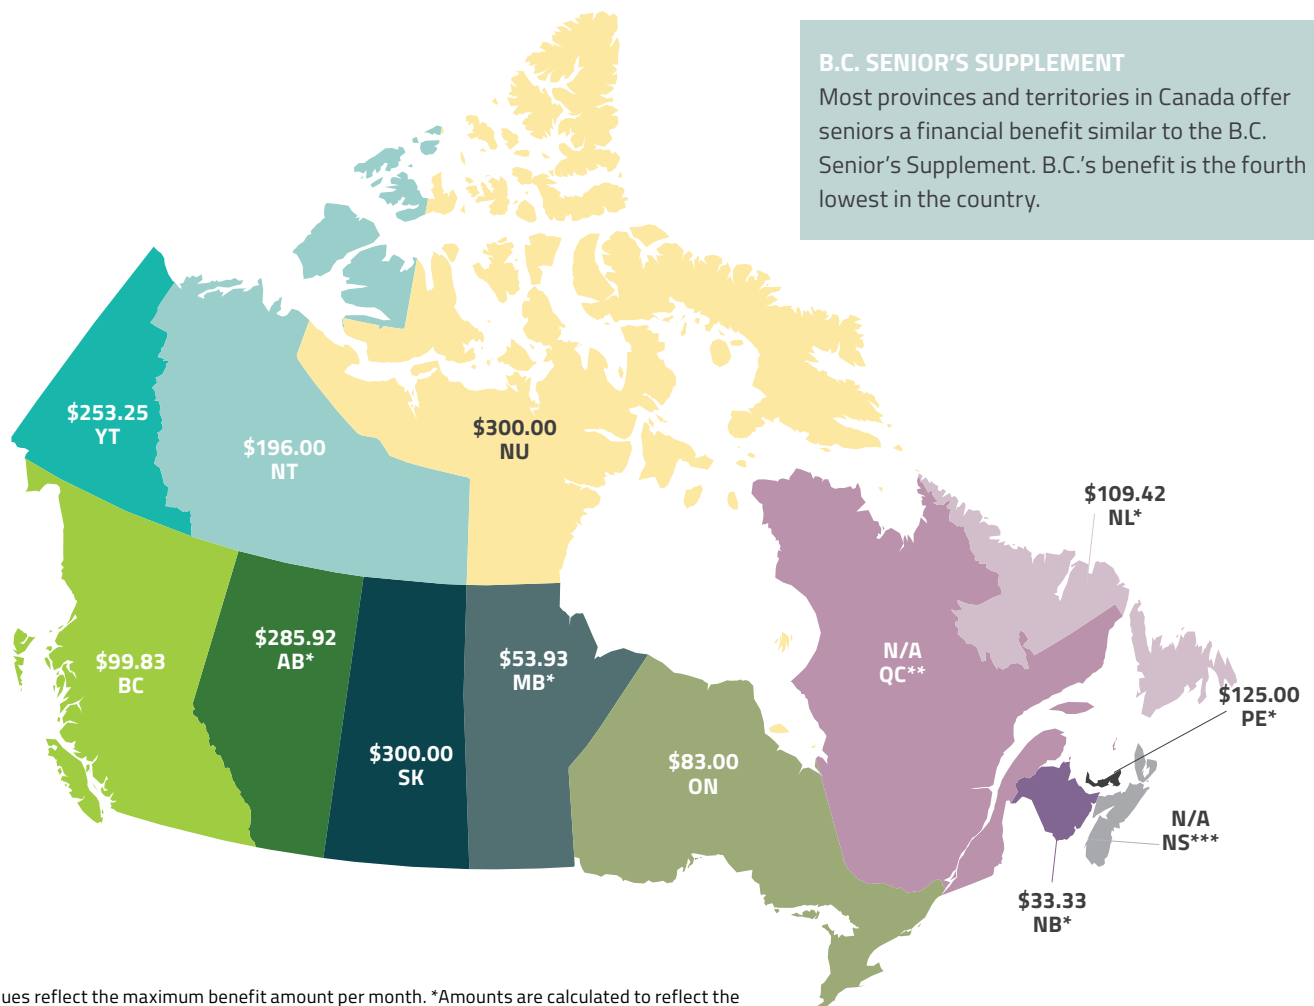 B.C. SENIOR'S SUPPLEMENT
Most provinces and territories in Canada offer
seniors a financial benefit similar to the B.C.
Senior's Supplement. B.C.'s benefit is the fourth
lowest in the country.
$253.25
YT
$196.00
NT
$300.00
NU
$109.42
NL*
$99.83
BC
$285.92
AB*
$300.00
SK
$53.93
MB*
$83.00
ON
N/A
QC**
$125.00
PE*
N/A
NS***
$33.33
NB*
reflect the maximum benefit amount per month. *Amounts are calculated to reflect the